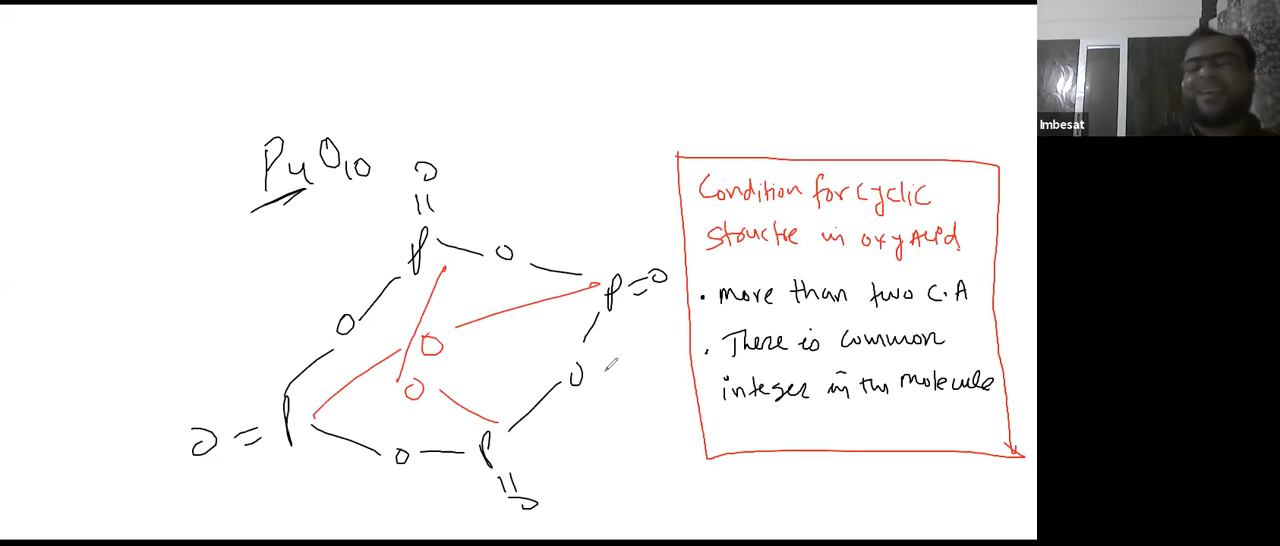 P4O10
O
||
P O
P=O
O
O
O
O
O=P
O P
||
O
Condition for cyclic
structre in oxyAcid
. more than two C.A
. There is common
integer in the molecule
Imbesat